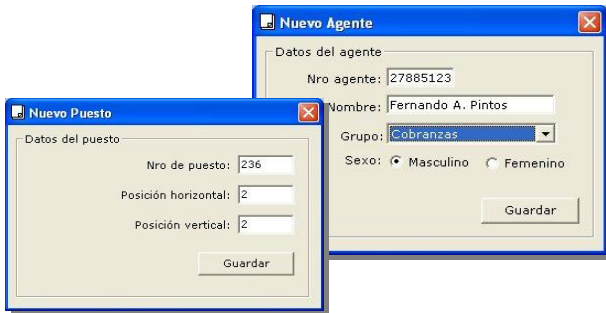 Nuevo Agente
Datos del agente
Nro agente: 27885123
Nombre: Fernando A. Pintos
Grupo: Cobranzas
Sexo: Masculino Femenino
Guardar
Nuevo Puesto
Datos del puesto
Nro de puesto: 236
Posición horizontal: 2
Posición vertical: 2
Guardar